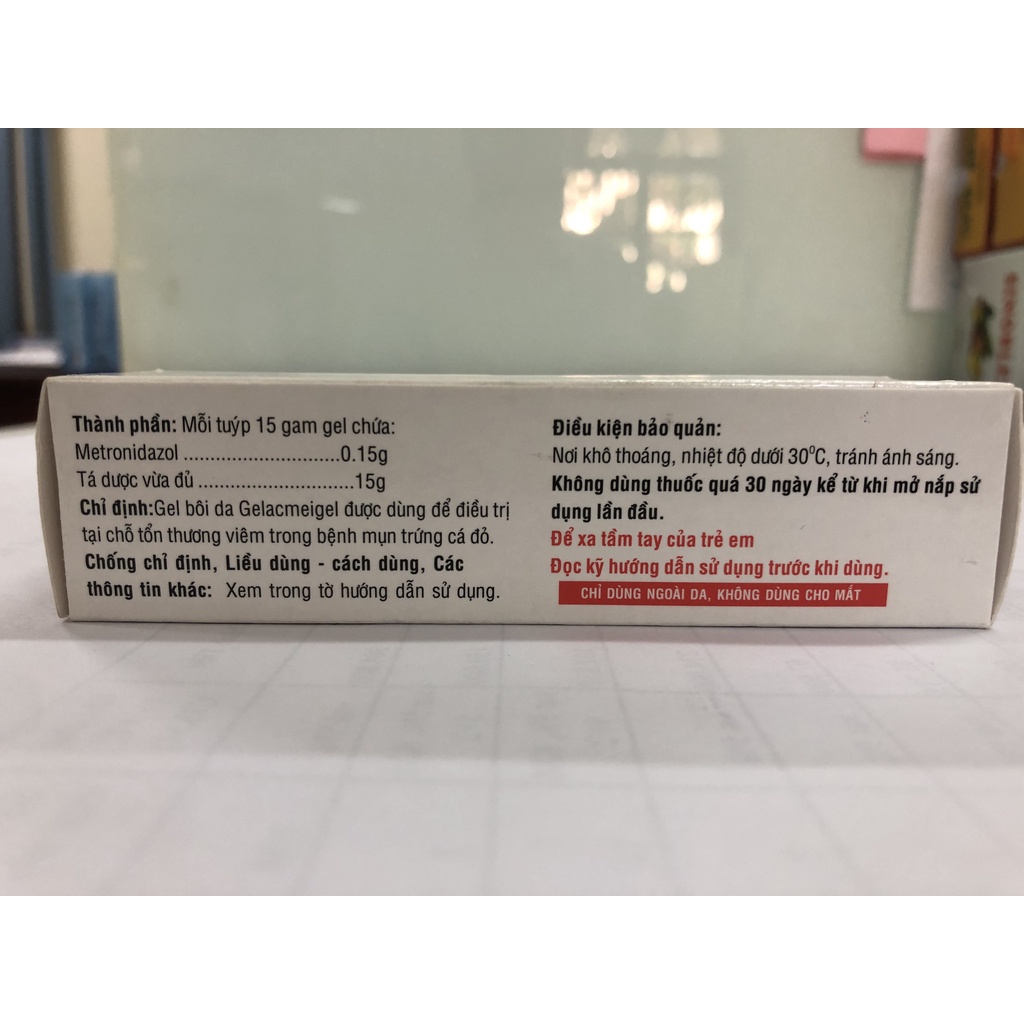 Thành phần: Mỗi tuýp 15 gam gel chứa:
Metronidazol ............................0.15g
Tá dược vừa đủ ............................15g
Chỉ định:Gel bôi da Gelacmeigel được dùng để điều trị
tại chỗ tổn thương viêm trong bệnh mụn trứng cá đỏ.
Chống chỉ định, Liều dùng - cách dùng, Các
thông tin khác: Xem trong tờ hướng dẫn sử dụng.
Điều kiện bảo quản:
Nơi khô thoáng, nhiệt độ dưới 30⁰C, tránh ánh sáng.
Không dùng thuốc quá 30 ngày kể từ khi mở nắp sử
dụng lần đầu.
Để xa tầm tay của trẻ em
Đọc kỹ hướng dẫn sử dụng trước khi dùng.
CHỈ DÙNG NGOÀI DA, KHÔNG DÙNG CHO MẮT